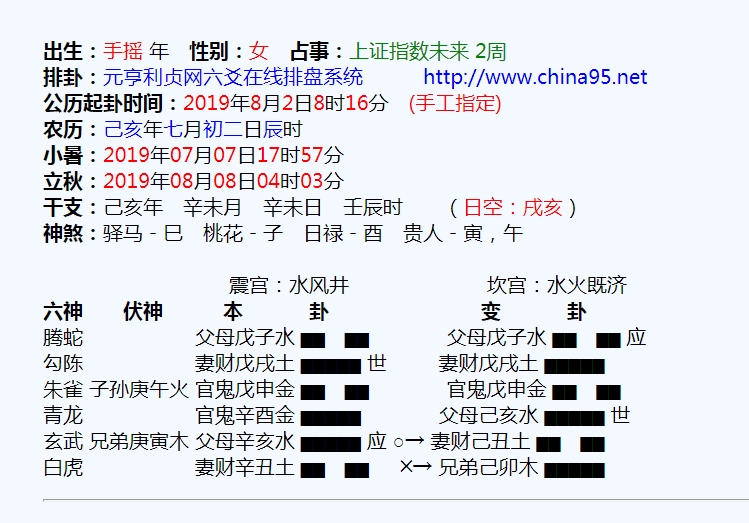 出生：手摇 年 性别：女 占事：上证指数未来 2周
排卦：元亨利贞网六爻在线排盘系统 http://www.china95.net
公历起卦时间：2019年8月2日8时16分 (手工指定)
农历：己亥年七月初二日辰时
小暑：2019年07月07日17时57分
立秋：2019年08月08日04时03分
干支：己亥年 辛未月 辛未日 壬辰时 （日空：戌亥）
神煞：驿马－巳 桃花－子 日禄－酉 贵人－寅，午
震宫：水风井 坎宫：水火既济
六神 伏神 本 卦 变 卦
腾蛇 父母戊子水 ▅▅ ▅▅ 父母戊子水 ▅▅ ▅▅ 应
勾陈 妻财戊戌土 ▅▅▅▅▅ 世 妻财戊戌土 ▅▅▅▅▅
朱雀 子孙庚午火 官鬼戊申金 ▅▅ ▅▅ 官鬼戊申金 ▅▅ ▅▅
青龙 官鬼辛酉金 ▅▅▅▅▅ 父母己亥水 ▅▅▅▅▅ 世
玄武 兄弟庚寅木 父母辛亥水 ▅▅▅▅▅ 应 ○→ 妻财己丑土 ▅▅ ▅▅
白虎 妻财辛丑土 ▅▅ ▅▅ ×→ 兄弟己卯木 ▅▅▅▅▅